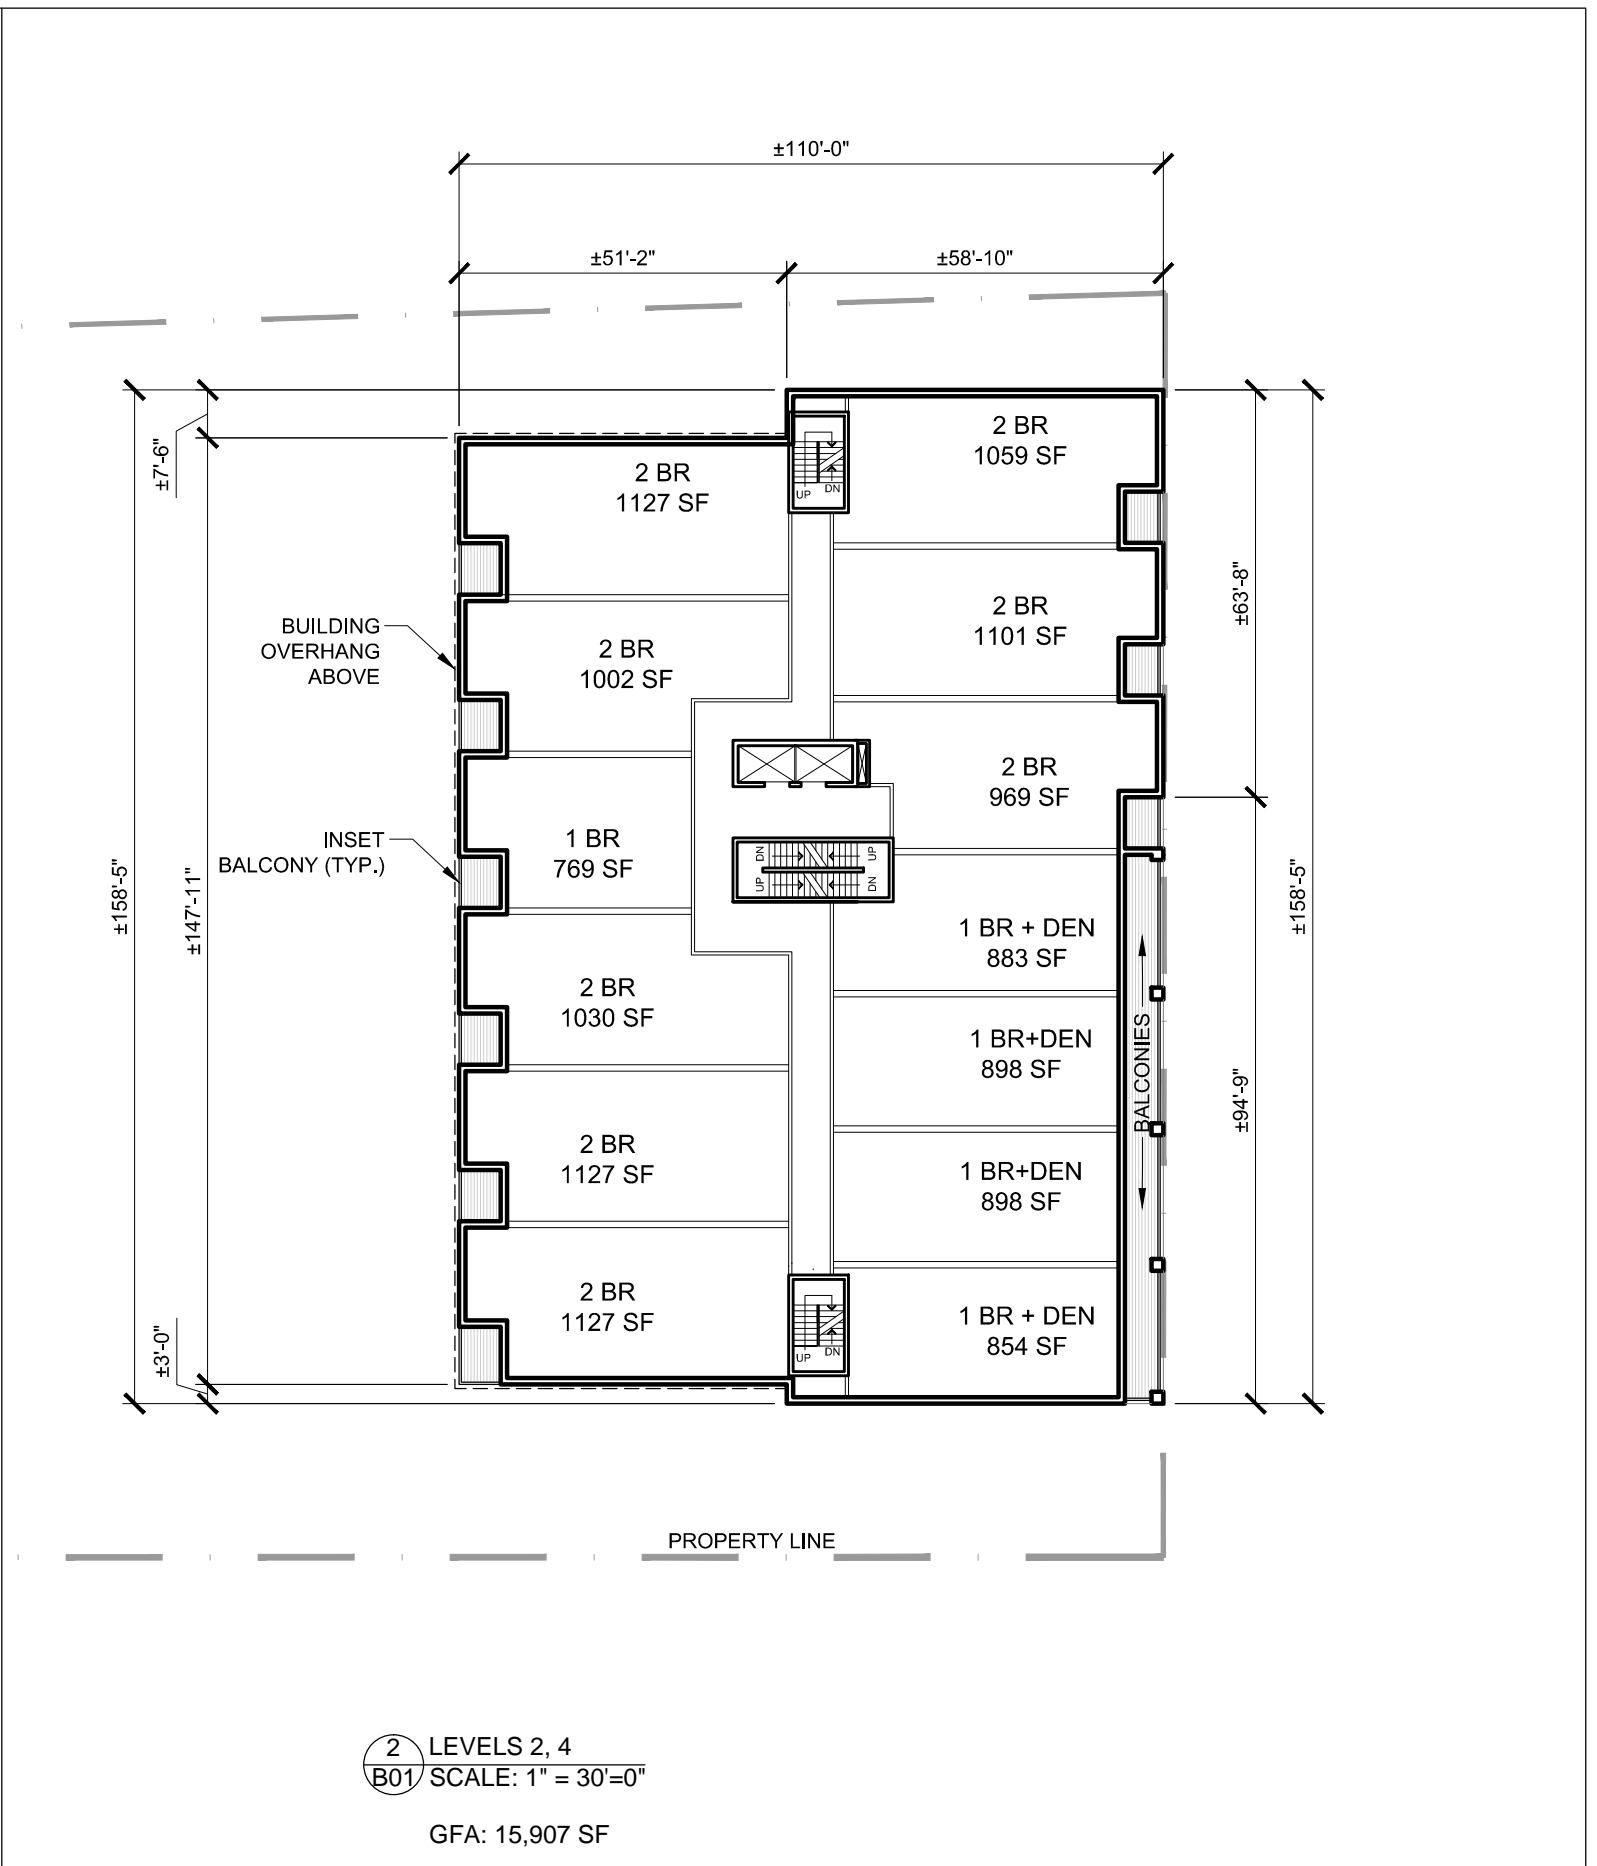 ±110'-0"
±51'-2"
±58'-10"
±7'-6"
2 BR
1127 SF
UP
DN
2 BR
1059 SF
BUILDING
OVERHANG
ABOVE
2 BR
1002 SF
2 BR
1101 SF
±63'-8"
2 BR
969 SF
INSET
BALCONY (TYP.)
1 BR
769 SF
DN
UP
UP
DN
±158'-5"
±147'-11"
±158'-5"
1 BR + DEN
883 SF
2 BR
1030 SF
1 BR+DEN
898 SF
BALCONIES
±94'-9"
2 BR
1127 SF
1 BR+DEN
898 SF
2 BR
1127 SF
UP
DN
1 BR + DEN
854 SF
±3'-0"
PROPERTY LINE
2
B01
LEVELS 2, 4
SCALE: 1" = 30'=0"
GFA: 15,907 SF